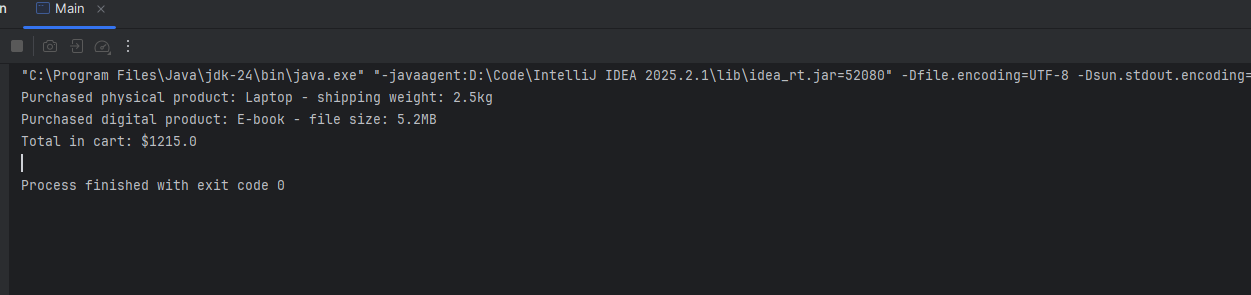 n
Main
"C:\Program Files\Java\jdk-24\bin\java.exe" "-javaagent:D:\Code\IntelliJ IDEA 2025.2.1\lib\idea_rt.jar=52080" -Dfile.encoding=UTF-8 -Dsun.stdout.encoding=
Purchased physical product: Laptop - shipping weight: 2.5kg
Purchased digital product: E-book - file size: 5.2MB
Total in cart: $1215.0
Process finished with exit code 0